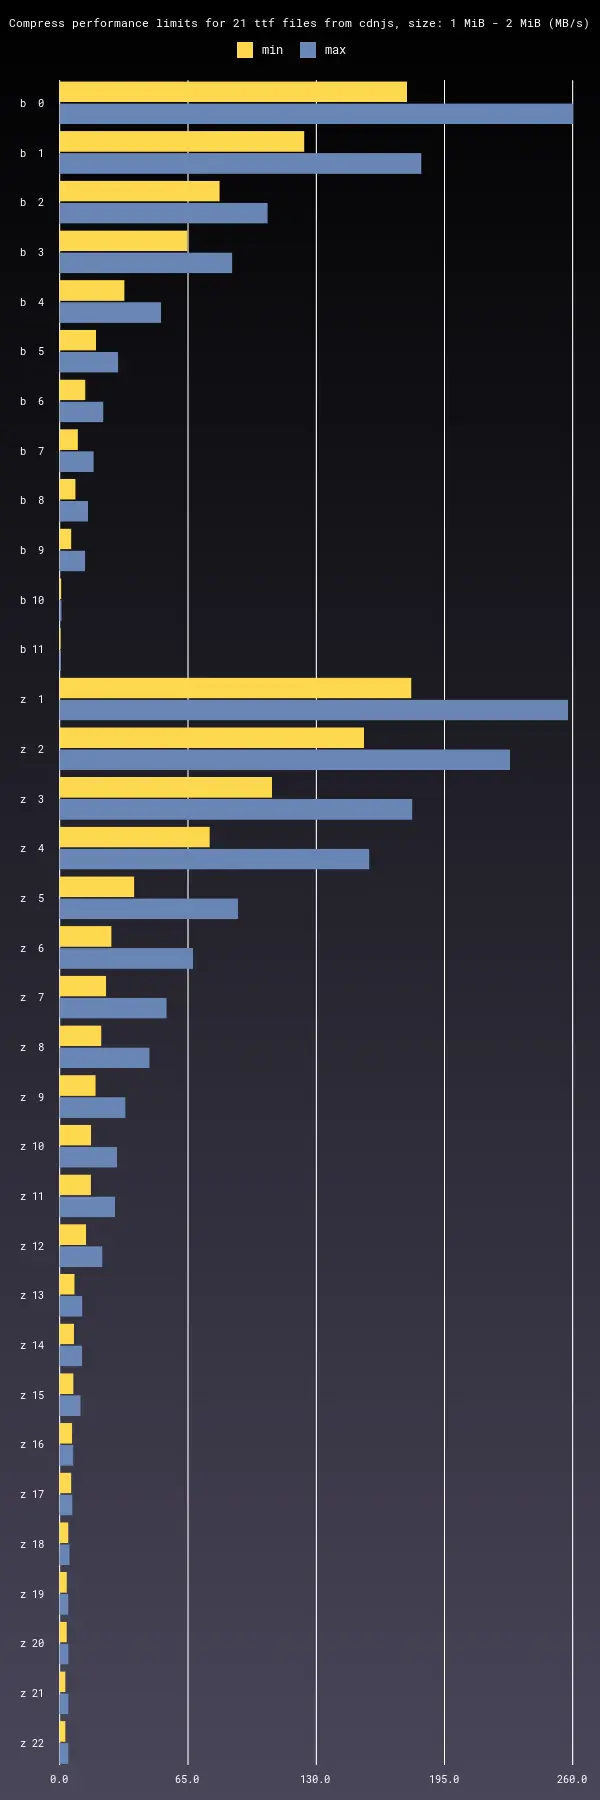 Compress performance limits for 21 ttf files from cdnjs, size: 1 MiB - 2 MiB (MB/s)
min max
b 0
b 1
b 2
b 3
b 4
b 5
b 6
b 7
b 8
b 9
b 10
b 11
z 1
z 2
z 3
z 4
z 5
z 6
z 7
z 8
z 9
z 10
z 11
z 12
z 13
z 14
z 15
z 16
z 17
z 18
z 19
z 20
z 21
z 22
0.0 65.0 130.0 195.0 260.0